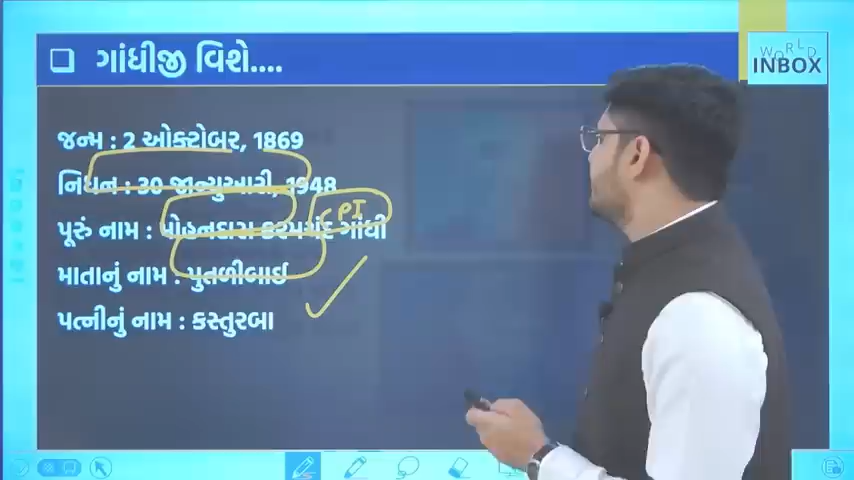 ગાંધીજી વિશે....
WORLD
INBOX
જન્મ : 2 ઓક્ટોબર, 1869
નિધન : 30 જાન્યુઆરી, 1948
CPI
પૂરું નામ : મોહનદાસ કરમચંદ ગાંધી
માતાનું નામ : પુતળીબાઈ
પત્નીનું નામ : કસ્તુરબા